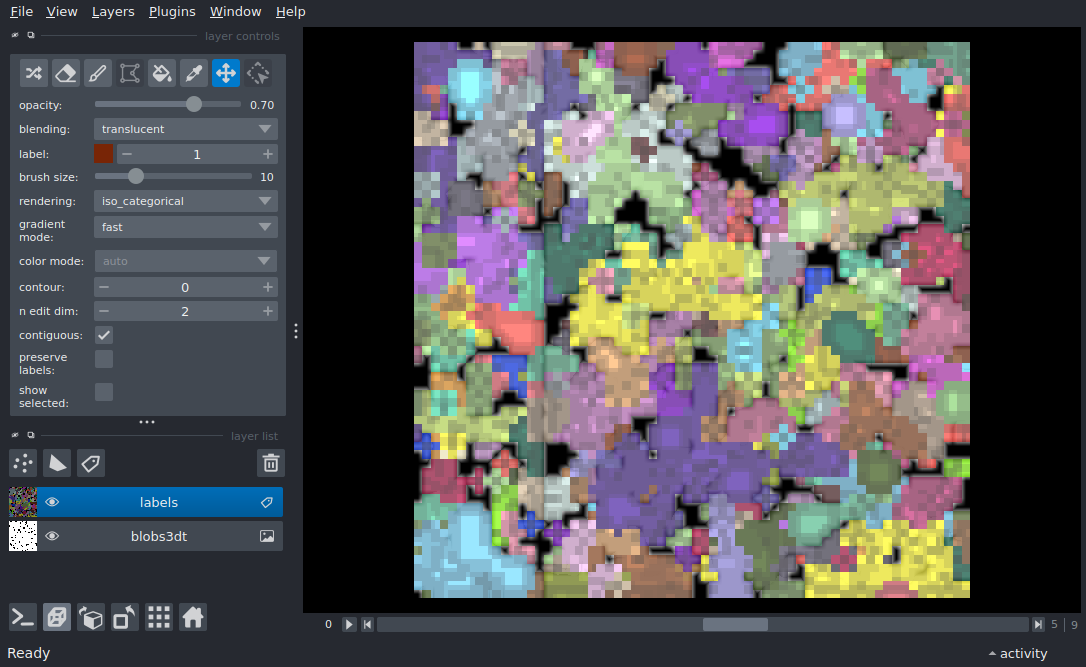 File View Layers Plugins Window Help
layer controls
opacity: 0.70
blending: translucent
label: 1
brush size: 10
rendering: iso_categorical
gradient
mode: fast
color mode: auto
contour: 0
n edit dim: 2
contiguous:
preserve
labels:
show
selected:
layer list
labels
blobs3dt
0 5 9
Ready activity